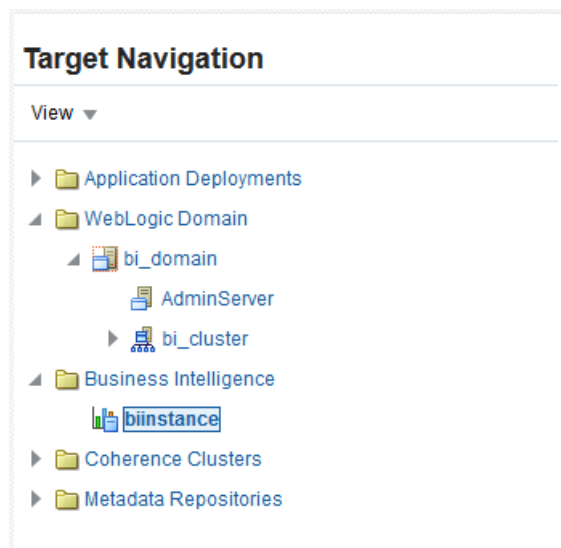 Target Navigation
View
Application Deployments
WebLogic Domain
bi_domain
AdminServer
bi_cluster
Business Intelligence
biinstance
Coherence Clusters
Metadata Repositories